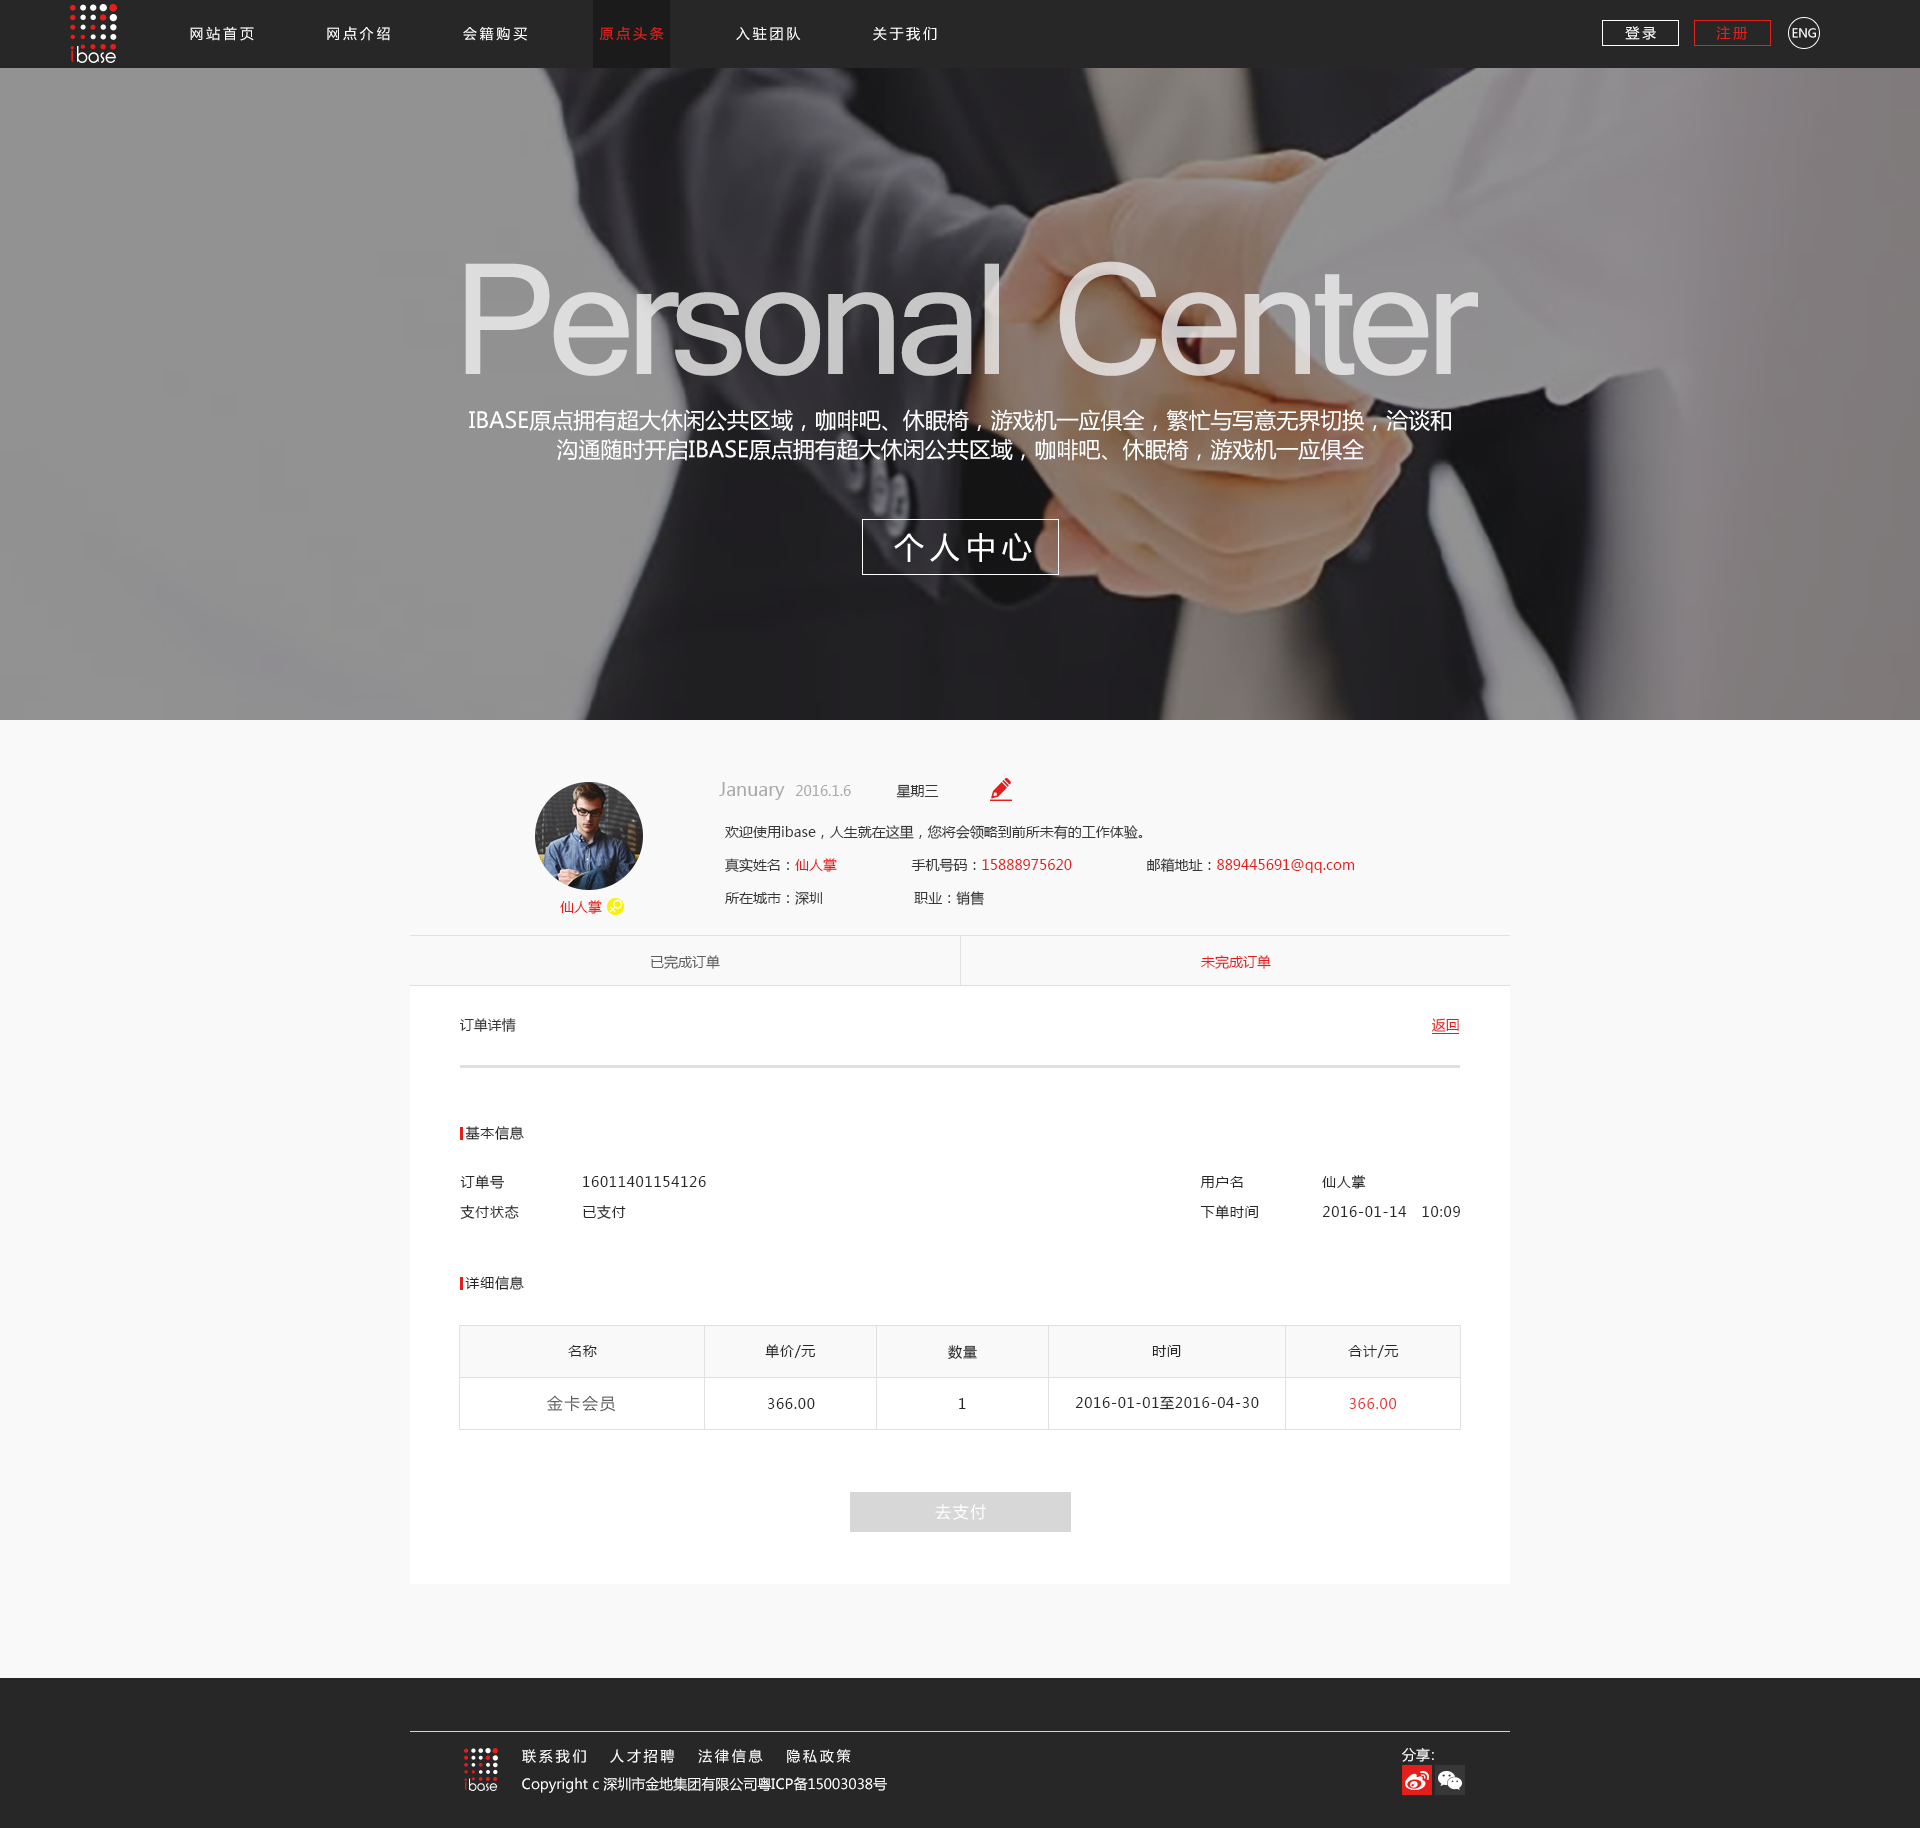 ibase
网站首页 网点介绍 会籍购买 原点头条 入驻团队 关于我们 登录 注册 ENG
Personal Center
IBASE原点拥有超大休闲公共区域，咖啡吧、休眠椅，游戏机一应俱全，繁忙与写意无界切换，洽谈和
沟通随时开启IBASE原点拥有超大休闲公共区域，咖啡吧、休眠椅，游戏机一应俱全
个人中心
January 2016.1.6 星期三
欢迎使用ibase，人生就在这里，您将会领略到前所未有的工作体验。
真实姓名：仙人掌 手机号码：15888975620 邮箱地址：889445691@qq.com
所在城市：深圳 职业：销售
仙人掌
已完成订单 未完成订单
订单详情 返回
基本信息
订单号 16011401154126 用户名 仙人掌
支付状态 已支付 下单时间 2016-01-14 10:09
详细信息
名称 单价/元 数量 时间 合计/元
金卡会员 366.00 1 2016-01-01至2016-04-30 366.00
去支付
联系我们 人才招聘 法律信息 隐私政策 分享:
ibase
Copyright c 深圳市金地集团有限公司粤ICP备15003038号